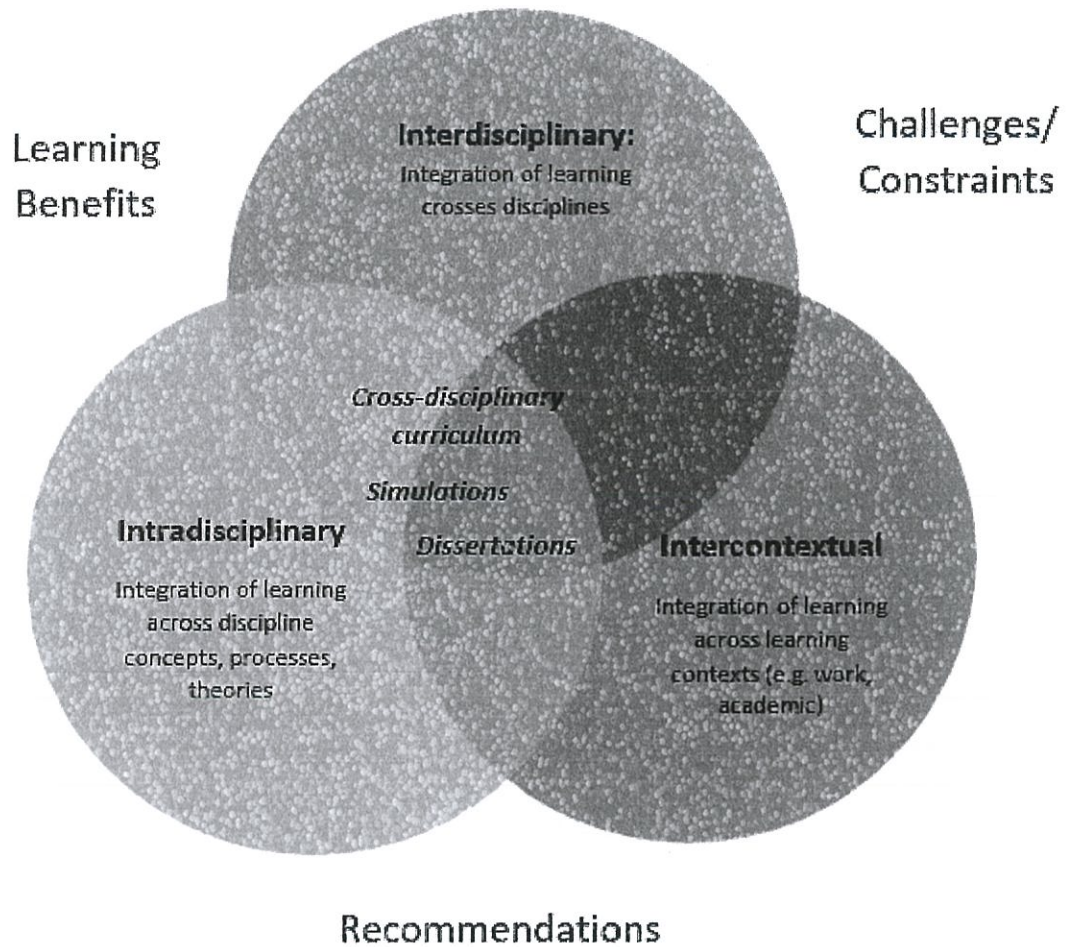 Learning
Benefits
Challenges/
Constraints
Interdisciplinary:
Integration of learning
crosses disciplines
Cross-disciplinary
curriculum
Simulations
Dissertations
Intradisciplinary
Integration of learning
across discipline
concepts, processes,
theories
Intercontextual
Integration of learning
across learning
contexts (e.g. work,
academic)
Recommendations